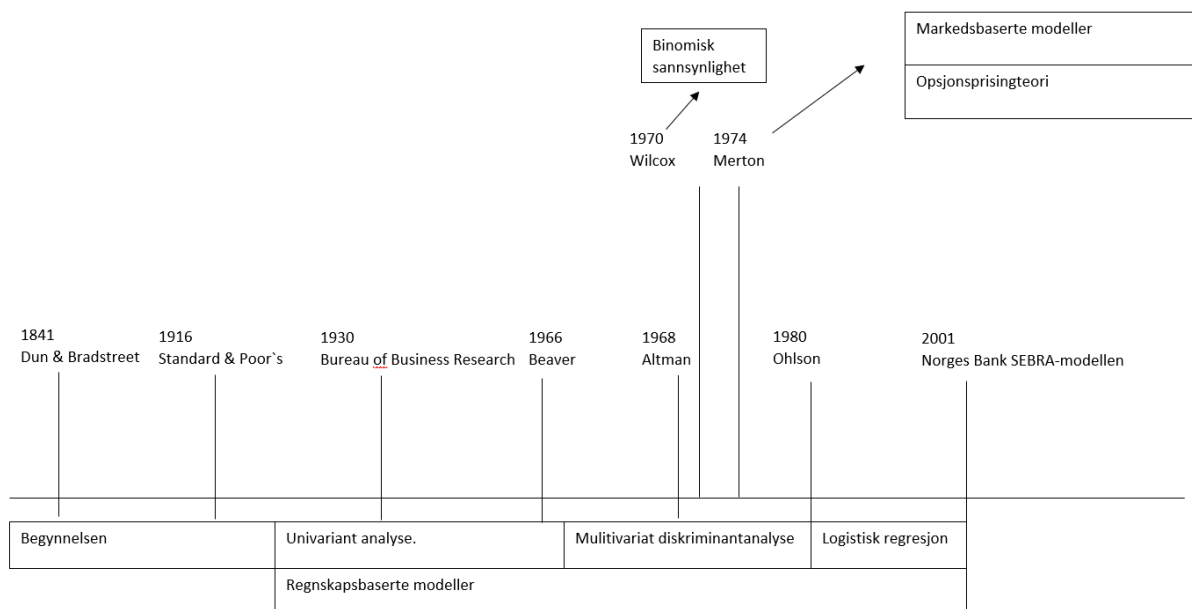 Markedsbaserte modeller
Opsjonsprisingteori
Binomisk
sannsynlighet
1970
Wilcox
1974
Merton
1841
Dun & Bradstreet
1916
Standard & Poor`s
1930
Bureau of Business Research
1966
Beaver
1968
Altman
1980
Ohlson
2001
Norges Bank SEBRA-modellen
Begynnelsen
Univariant analyse.
Mulitivariat diskriminantanalyse
Logistisk regresjon
Regnskapsbaserte modeller